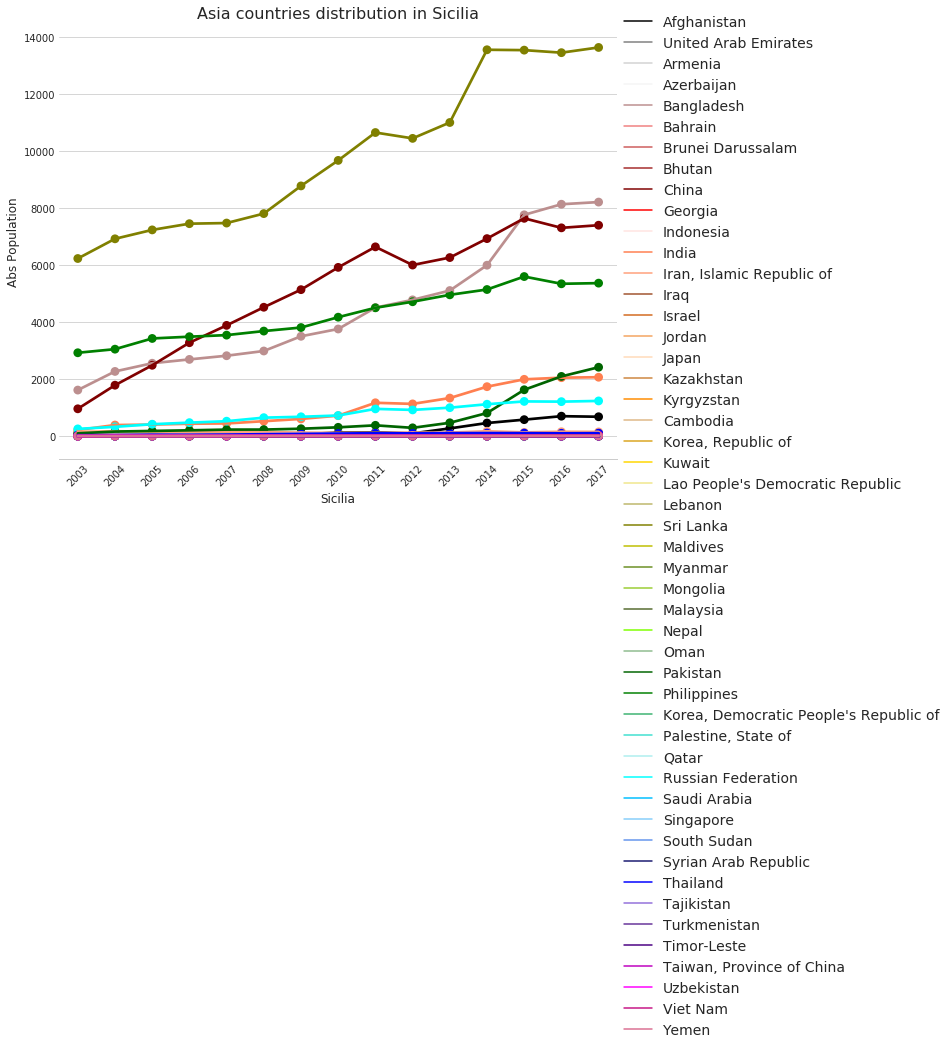 Asia countries distribution in Sicilia
Abs Population
14000
12000
10000
8000
6000
4000
2000
0
2003
2004
2005
2006
2007
2008
2009
2010
2011
2012
2013
2014
2015
2016
2017
Sicilia
Afghanistan
United Arab Emirates
Armenia
Azerbaijan
Bangladesh
Bahrain
Brunei Darussalam
Bhutan
China
Georgia
Indonesia
India
Iran, Islamic Republic of
Iraq
Israel
Jordan
Japan
Kazakhstan
Kyrgyzstan
Cambodia
Korea, Republic of
Kuwait
Lao People's Democratic Republic
Lebanon
Sri Lanka
Maldives
Myanmar
Mongolia
Malaysia
Nepal
Oman
Pakistan
Philippines
Korea, Democratic People's Republic of
Palestine, State of
Qatar
Russian Federation
Saudi Arabia
Singapore
South Sudan
Syrian Arab Republic
Thailand
Tajikistan
Turkmenistan
Timor-Leste
Taiwan, Province of China
Uzbekistan
Viet Nam
Yemen